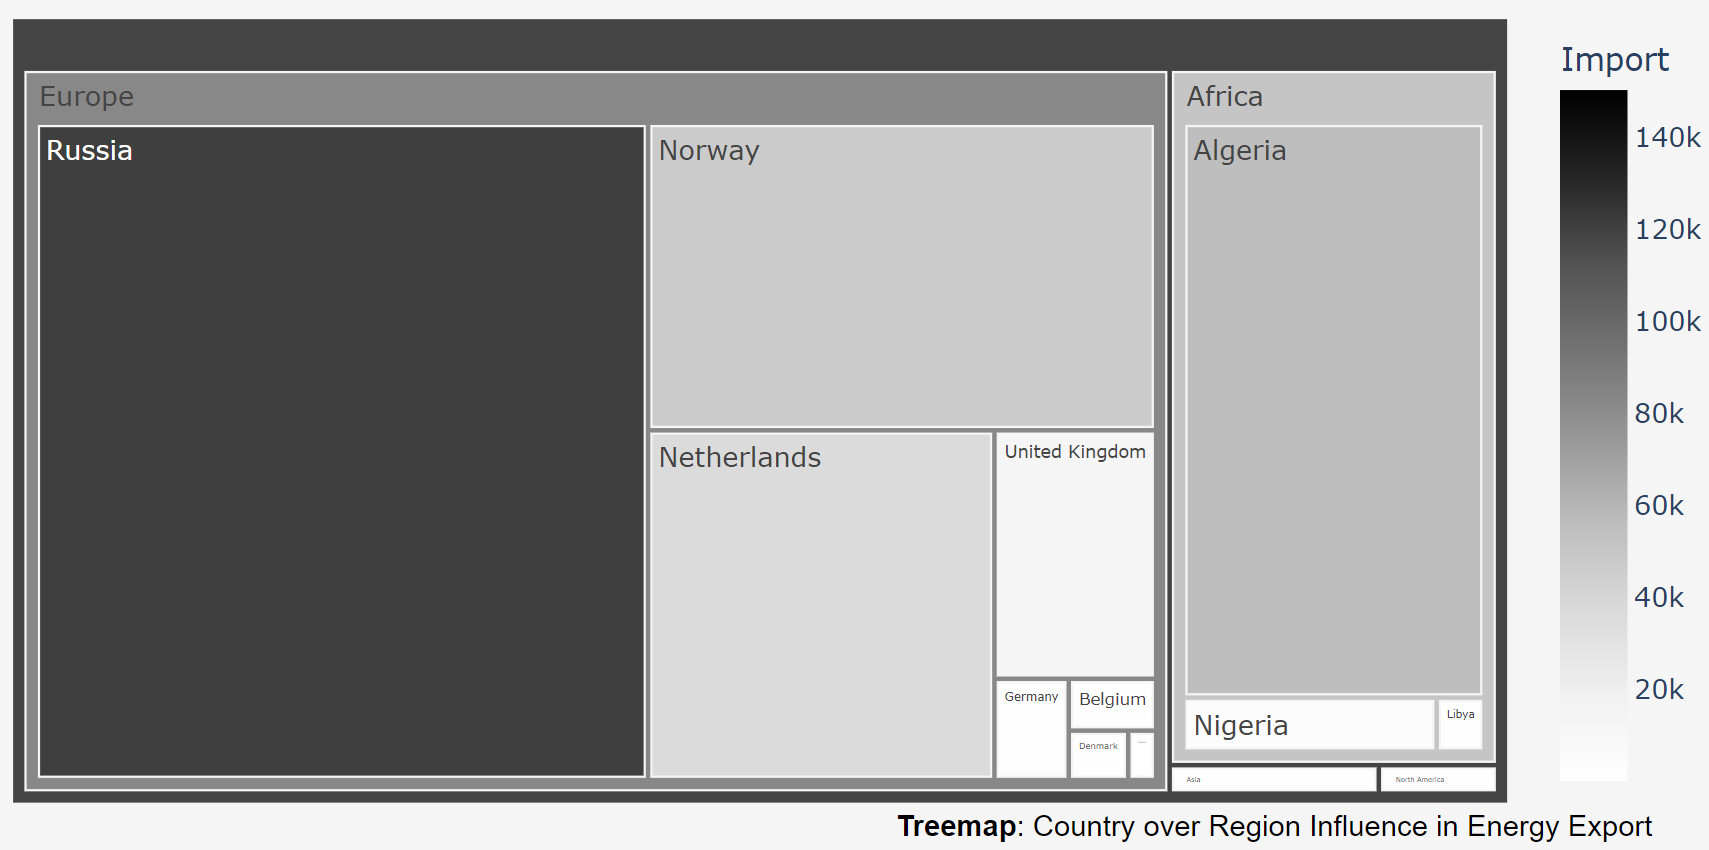 Europe
Russia
Norway
Netherlands
United Kingdom
Germany
Belgium
Denmark
Africa
Algeria
Nigeria
Libya
Asia
North America
Import
140k
120k
100k
80k
60k
40k
20k
Treemap: Country over Region Influence in Energy Export